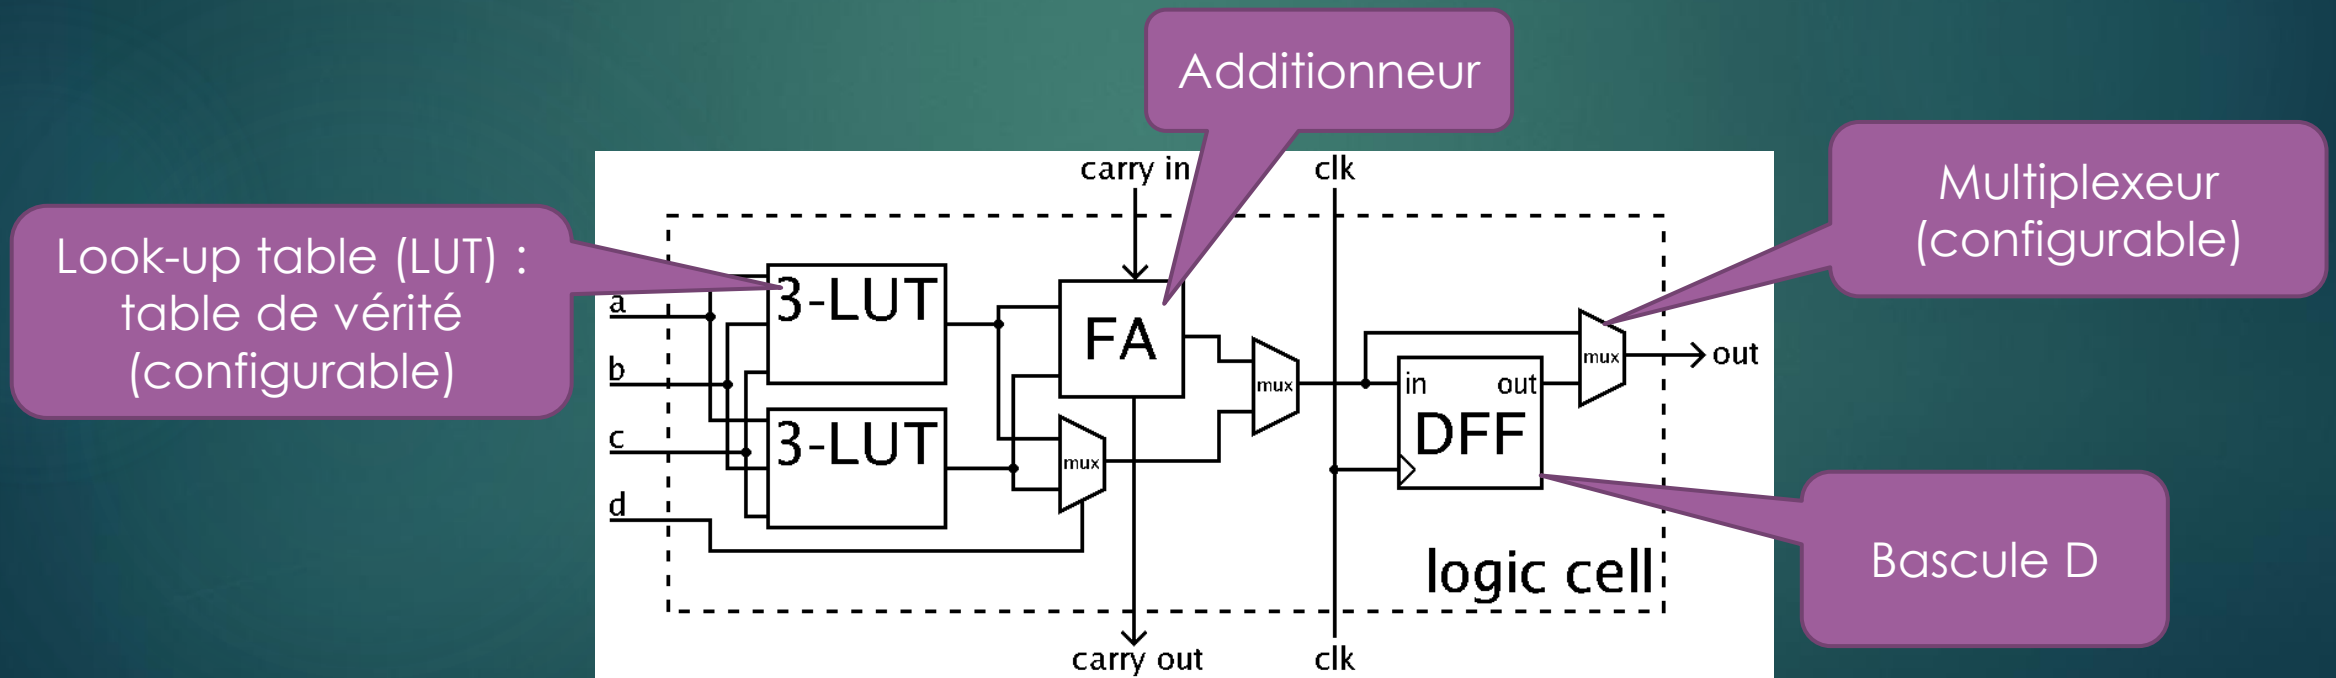 Additionneur
Multiplexeur
(configurable)
Look-up table (LUT) :
table de vérité
(configurable)
Bascule D
carry in
clk
a
b
c
d
3-LUT
3-LUT
FA
mux
mux
in
out
DFF
mux
out
logic cell
carry out
clk